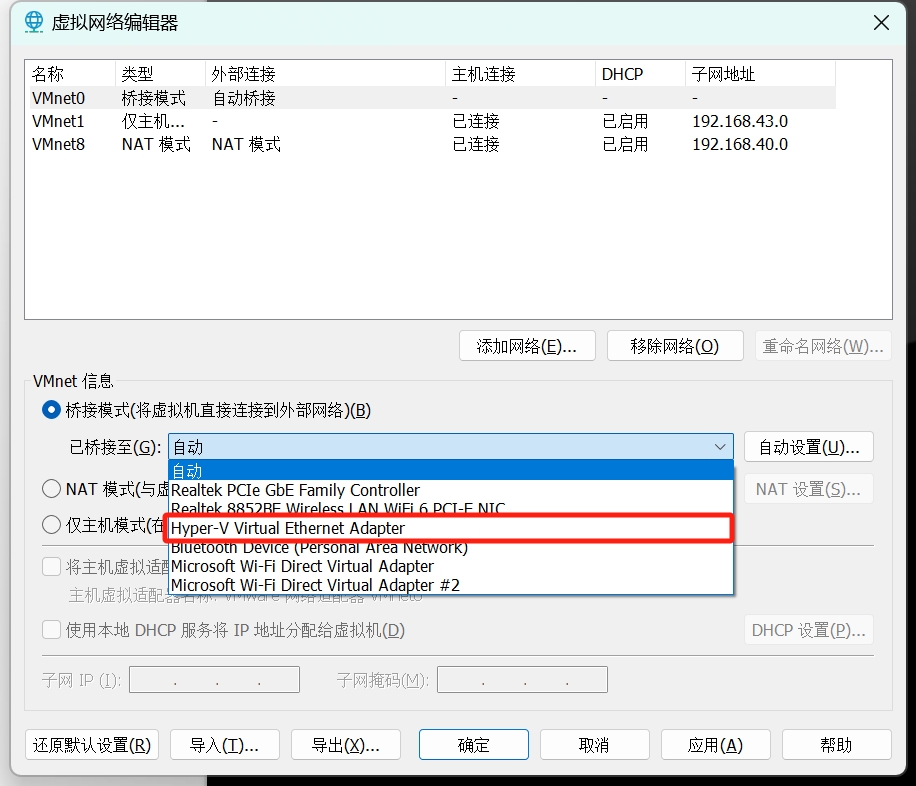 虚拟网络编辑器
名称 类型 外部连接 主机连接 DHCP 子网地址
VMnet0 桥接模式 自动桥接 - - -
VMnet1 仅主机... - 已连接 已启用 192.168.43.0
VMnet8 NAT 模式 NAT 模式 已连接 已启用 192.168.40.0
添加网络(E)... 移除网络(O) 重命名网络(W)...
VMnet 信息
桥接模式(将虚拟机直接连接到外部网络)(B)
已桥接至(G): 自动 自动设置(U)...
自动
Realtek PCIe GbE Family Controller
NAT 模式(与虚 NAT 设置(S)...
Realtek 8852BE Wireless LAN WiFi 6 PCI-E NIC
仅主机模式(在 Hyper-V Virtual Ethernet Adapter
Bluetooth Device (Personal Area Network)
将主机虚拟适配 Microsoft Wi-Fi Direct Virtual Adapter
Microsoft Wi-Fi Direct Virtual Adapter #2
主机虚拟适配器名称: VMware 网络适配器 VMnet0
使用本地 DHCP 服务将 IP 地址分配给虚拟机(D) DHCP 设置(P)...
子网 IP (I): . . . 子网掩码(M): . . .
还原默认设置(R) 导入(T)... 导出(X)... 确定 取消 应用(A) 帮助